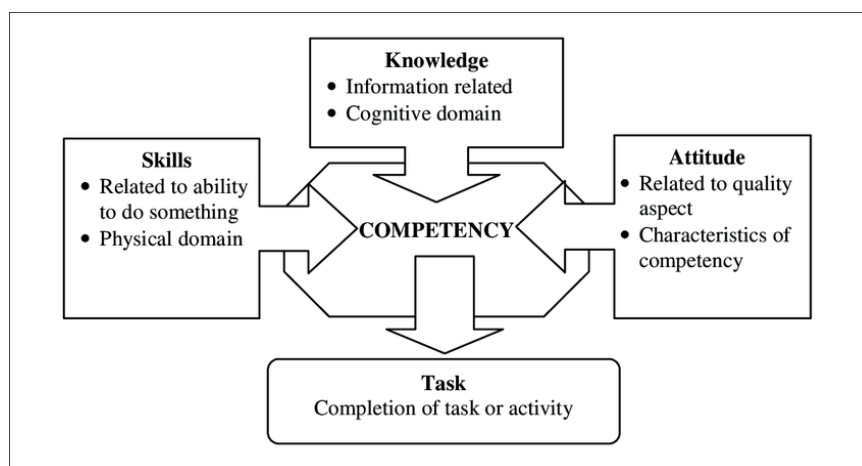 Knowledge
• Information related
• Cognitive domain
Skills
• Related to ability
to do something
• Physical domain
Attitude
• Related to quality
aspect
• Characteristics of
competency
COMPETENCY
Task
Completion of task or activity